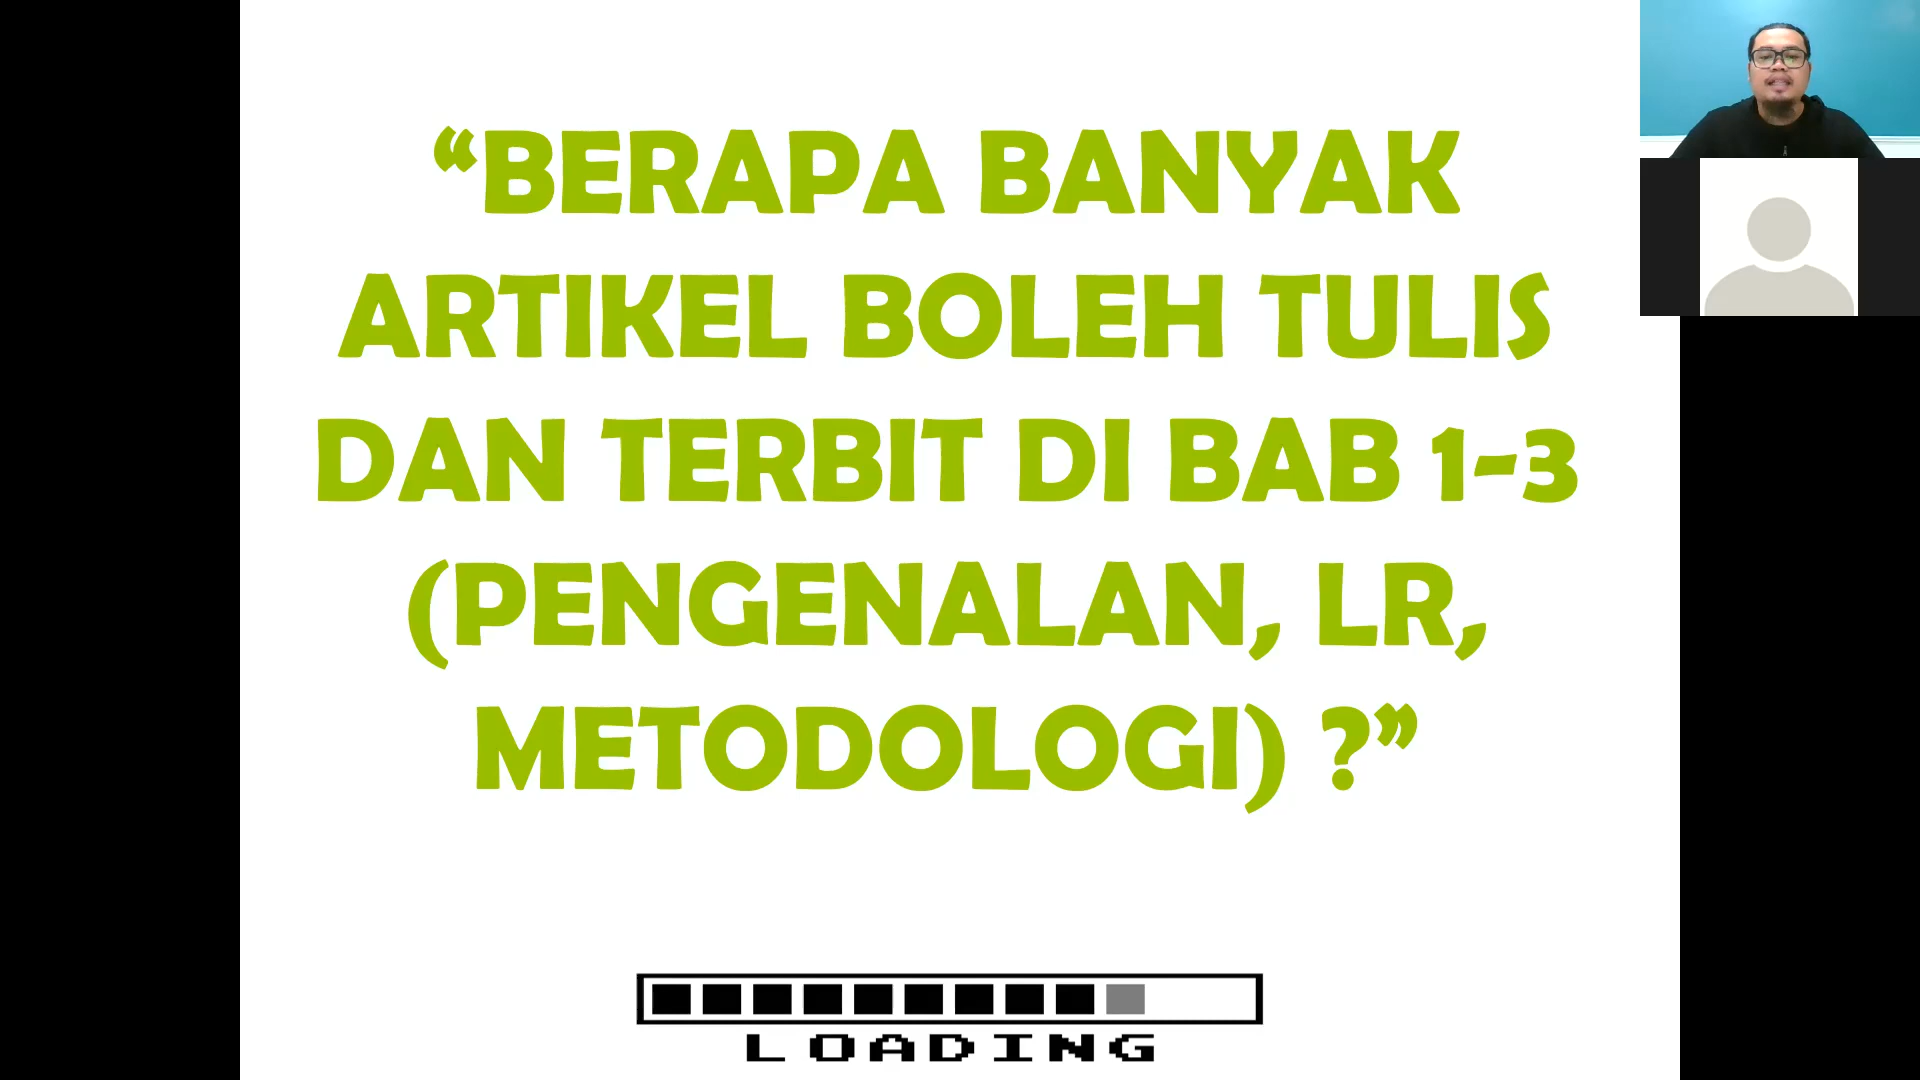 “BERAPA BANYAK
ARTIKEL BOLEH TULIS
DAN TERBIT DI BAB 1-3
(PENGENALAN, LR,
METODOLOGI) ?”
LOADING